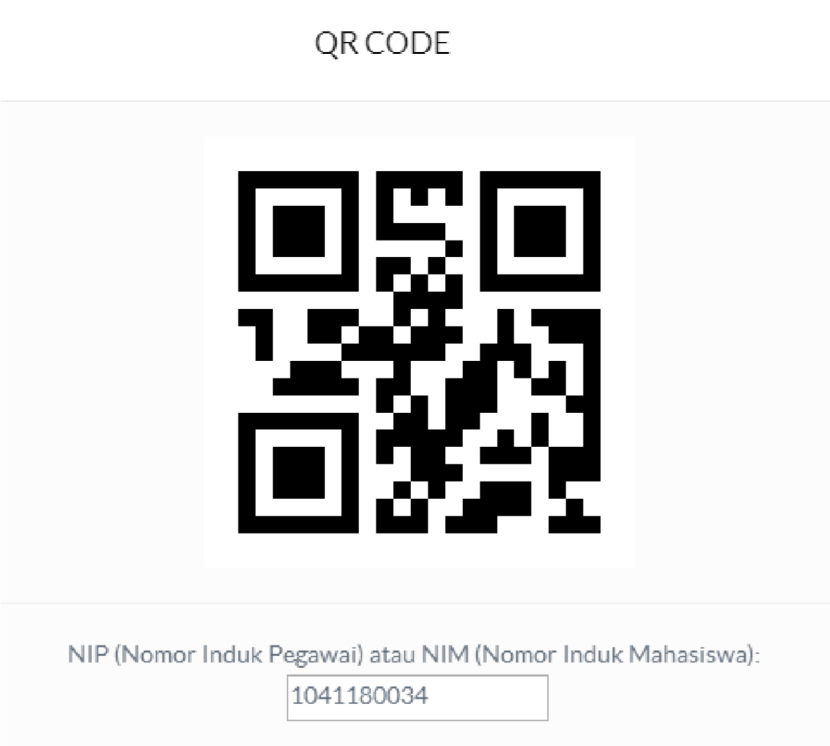 QR CODE
NIP (Nomor Induk Pegawai) atau NIM (Nomor Induk Mahasiswa):
1041180034